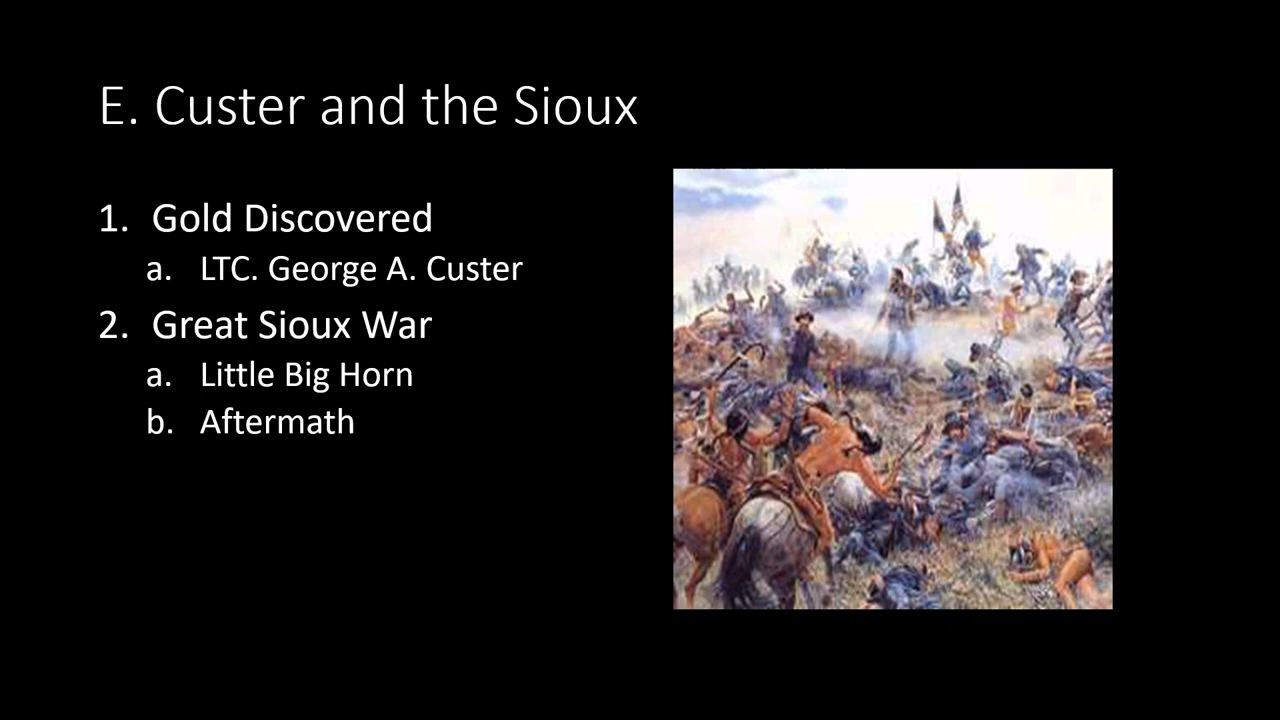 E. Custer and the Sioux
1. Gold Discovered
a. LTC. George A. Custer
2. Great Sioux War
a. Little Big Horn
b. Aftermath